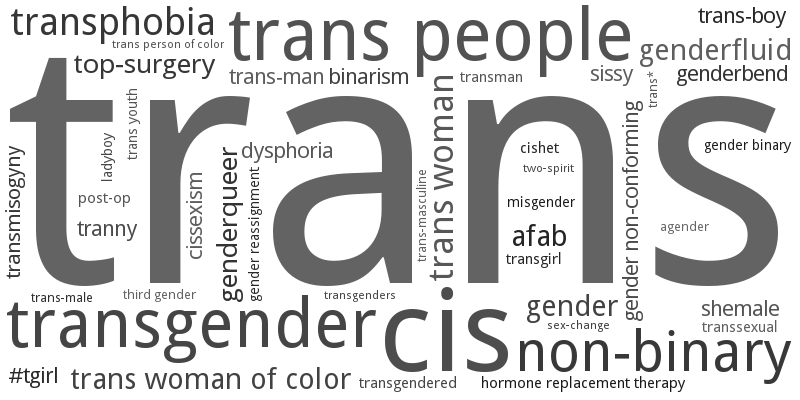 transphobia
trans people
trans-boy
trans person of color
top-surgery
genderfluid
trans-man
binarism
transman
sissy
genderbend
trans
trans youth
trans woman
trans*
gender non-conforming
ladyboy
dysphoria
cishet
gender binary
transmisogyny
genderqueer
cissexism
gender reassignment
trans-masculine
two-spirit
post-op
misgender
tranny
afab
agender
transgirl
trans-male
third gender
transgenders
transgender
cis
gender
shemale
sex-change
transsexual
non-binary
#tgirl
trans woman of color
transgendered
hormone replacement therapy